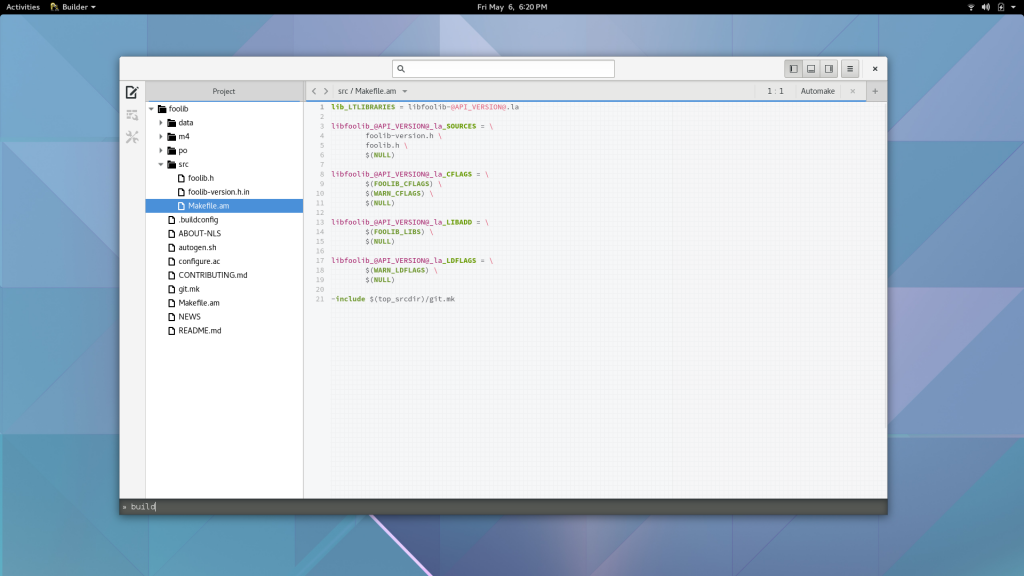 Activities Builder Fri May 6, 6:20 PM
Project src / Makefile.am 1 : 1 Automake
foolib
data
m4
po
src
foolib.h
foolib-version.h.in
Makefile.am
.buildconfig
ABOUT-NLS
autogen.sh
configure.ac
CONTRIBUTING.md
git.mk
Makefile.am
NEWS
README.md
1 lib_LTLIBRARIES = libfoolib-@API_VERSION@.la
2
3 libfoolib_@API_VERSION@_la_SOURCES = \
4 foolib-version.h \
5 foolib.h \
6 $(NULL)
7
8 libfoolib_@API_VERSION@_la_CFLAGS = \
9 $(FOOLIB_CFLAGS) \
10 $(WARN_CFLAGS) \
11 $(NULL)
12
13 libfoolib_@API_VERSION@_la_LIBADD = \
14 $(FOOLIB_LIBS) \
15 $(NULL)
16
17 libfoolib_@API_VERSION@_la_LDFLAGS = \
18 $(WARN_LDFLAGS) \
19 $(NULL)
20
21 -include $(top_srcdir)/git.mk
» build